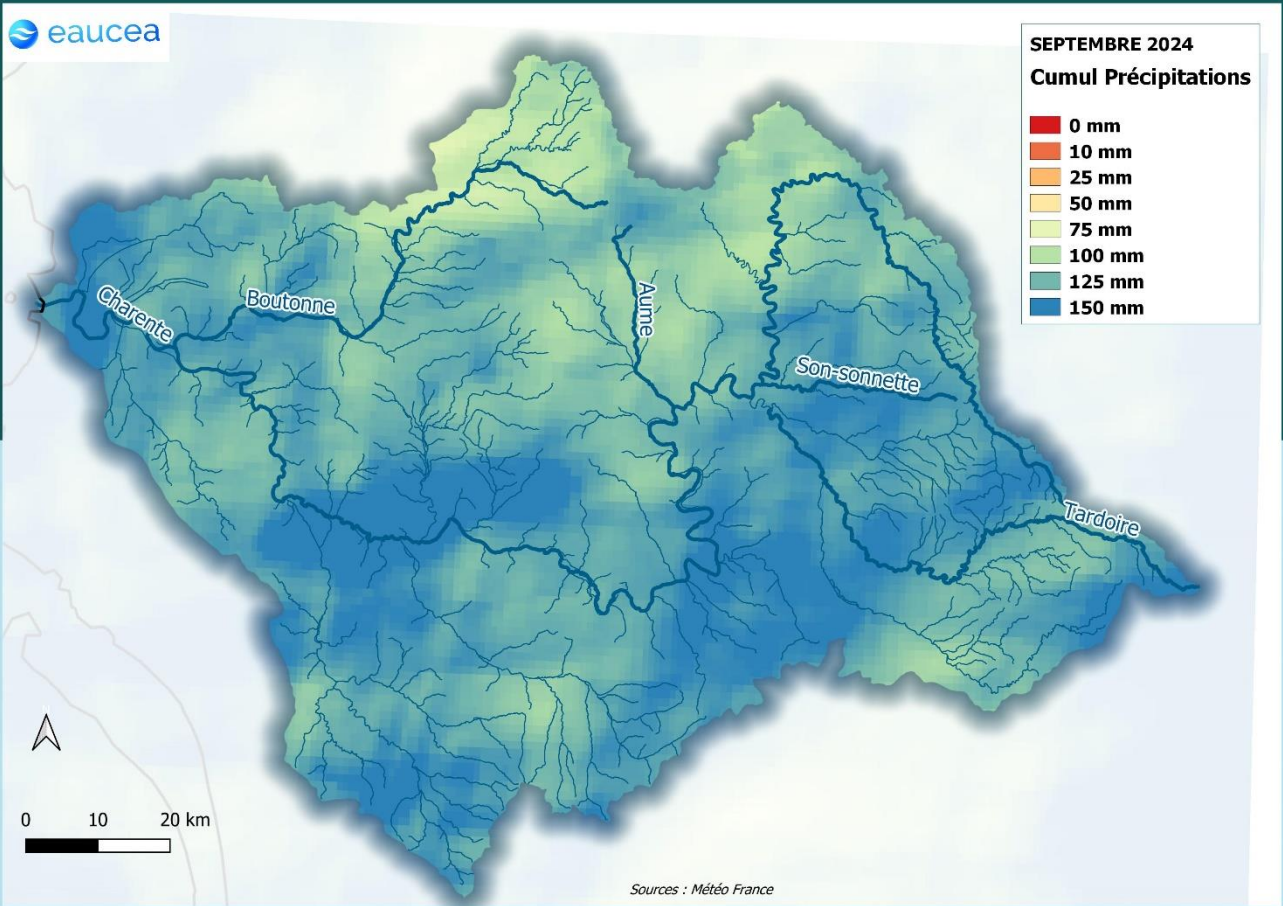 eaucea
SEPTEMBRE 2024
Cumul Précipitations
0 mm
10 mm
25 mm
50 mm
75 mm
100 mm
125 mm
150 mm
Charente
Boutonne
Aume
Son-sonnette
Tardoire
N
0 10 20 km
Sources : Météo France